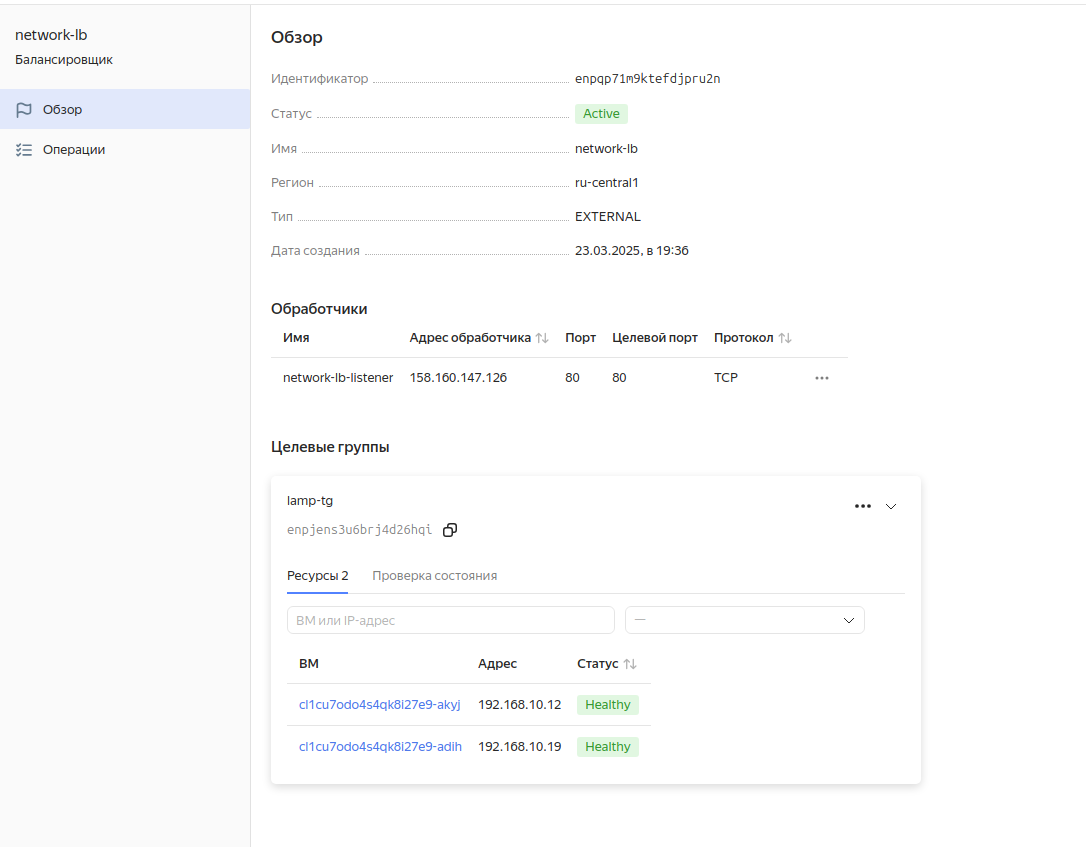 network-lb
Балансировщик
Обзор
Операции
Обзор
Идентификатор enpqp71m9ktefdjpru2n
Статус Active
Имя network-lb
Регион ru-central1
Тип EXTERNAL
Дата создания 23.03.2025, в 19:36
Обработчики
Имя Адрес обработчика Порт Целевой порт Протокол
network-lb-listener 158.160.147.126 80 80 TCP
Целевые группы
lamp-tg
enpjens3u6brj4d26hqi
Ресурсы 2 Проверка состояния
ВМ или IP-адрес —
ВМ Адрес Статус
cl1cu7odo4s4qk8i27e9-akyj 192.168.10.12 Healthy
cl1cu7odo4s4qk8i27e9-adih 192.168.10.19 Healthy